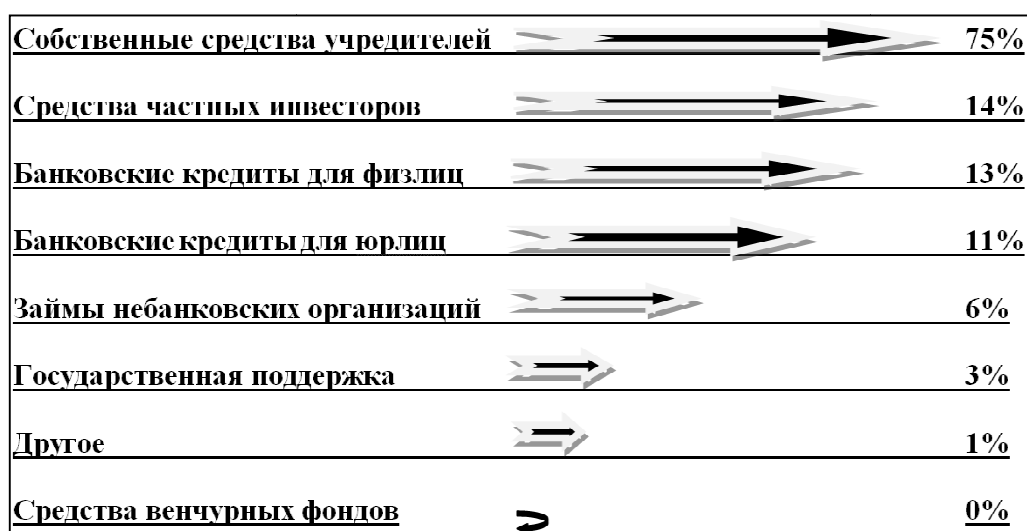 Собственные средства учредителей 75%
Средства частных инвесторов 14%
Банковские кредиты для физлиц 13%
Банковские кредиты для юрлиц 11%
Займы небанковских организаций 6%
Государственная поддержка 3%
Другое 1%
Средства венчурных фондов 0%